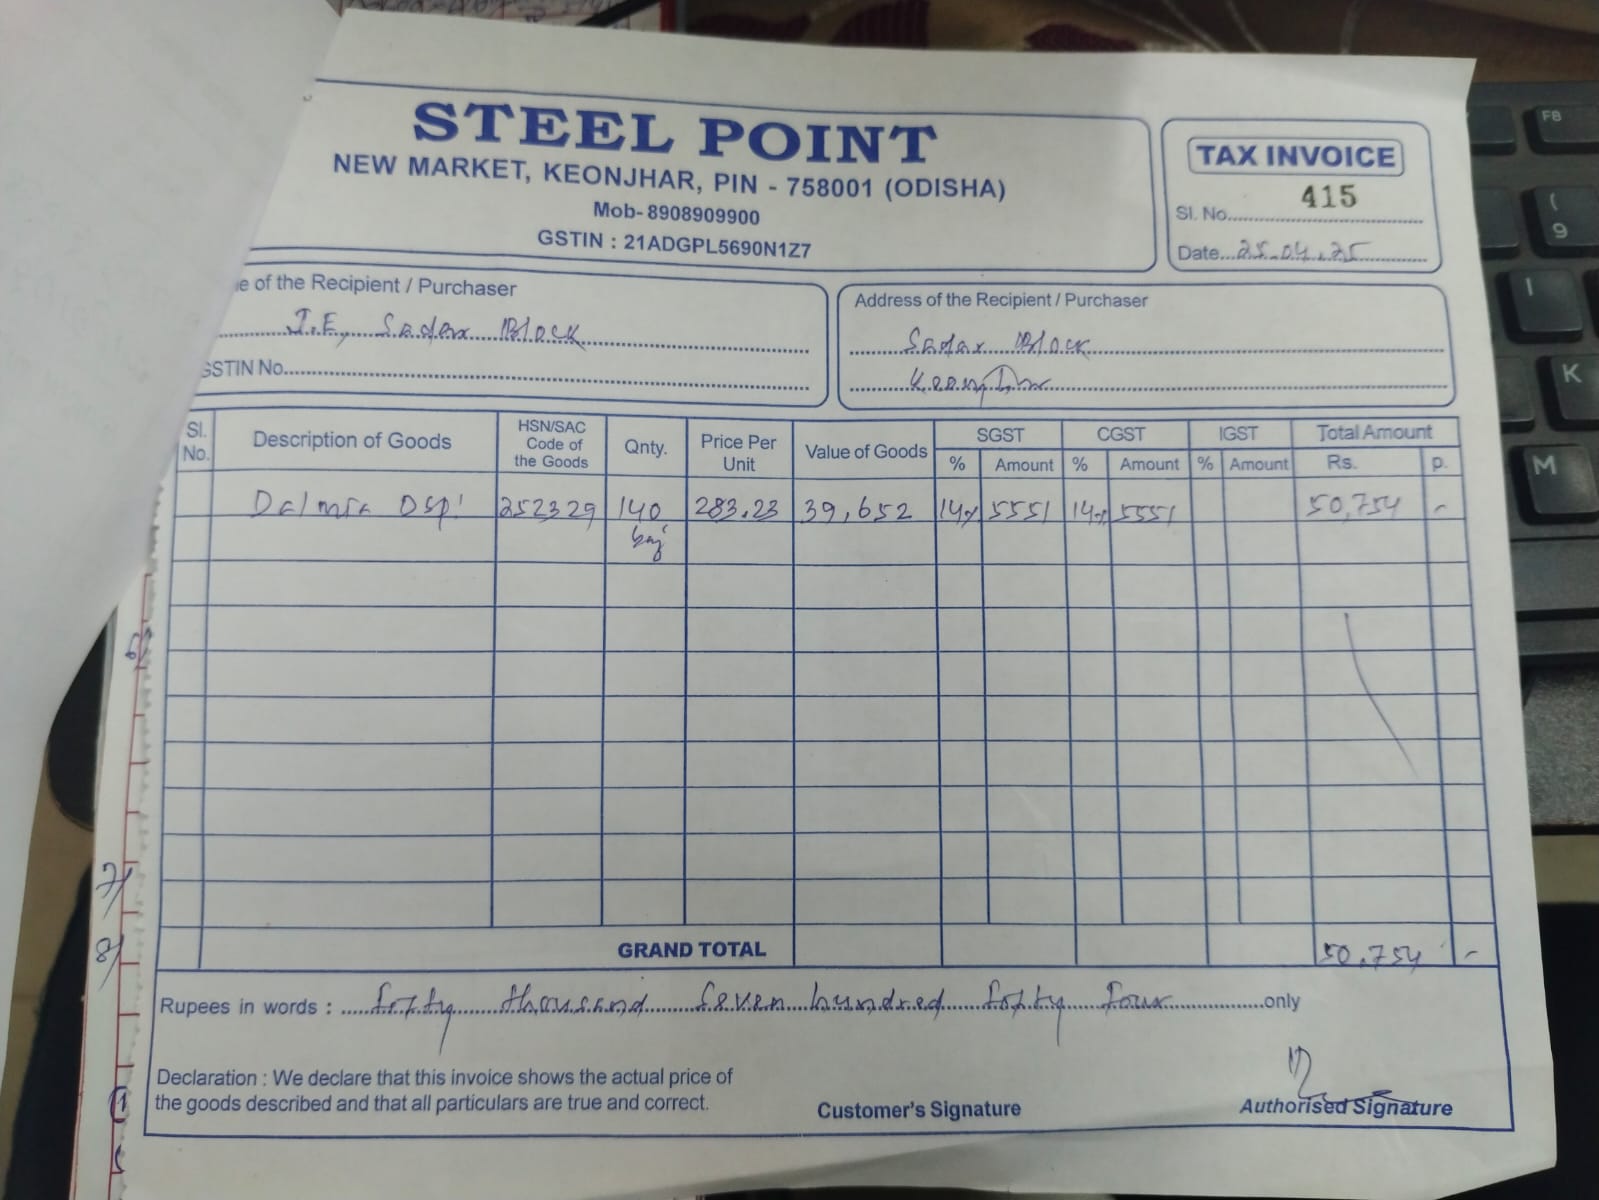 STEEL POINT
NEW MARKET, KEONJHAR, PIN - 758001 (ODISHA)
Mob- 8908909900
GSTIN : 21ADGPL5690N1Z7
TAX INVOICE
Sl. No. 415
Date 25.04.25
e of the Recipient / Purchaser
J.E, Sadar Block
GSTIN No.
Address of the Recipient / Purchaser
Sadar Block
Keonjhar
Sl. No. Description of Goods HSN/SAC Code of the Goods Qnty. Price Per Unit Value of Goods SGST CGST IGST Total Amount
% Amount % Amount % Amount Rs. p.
Dalmia DSP 252329 140 283.23 39,652 14% 5551 14% 5551 50,754 -
bag
GRAND TOTAL 50,754 -
Rupees in words : thousand seven hundred four only
Declaration : We declare that this invoice shows the actual price of
the goods described and that all particulars are true and correct.
Customer's Signature
Authorised Signature
F8
( 9
I
K
M